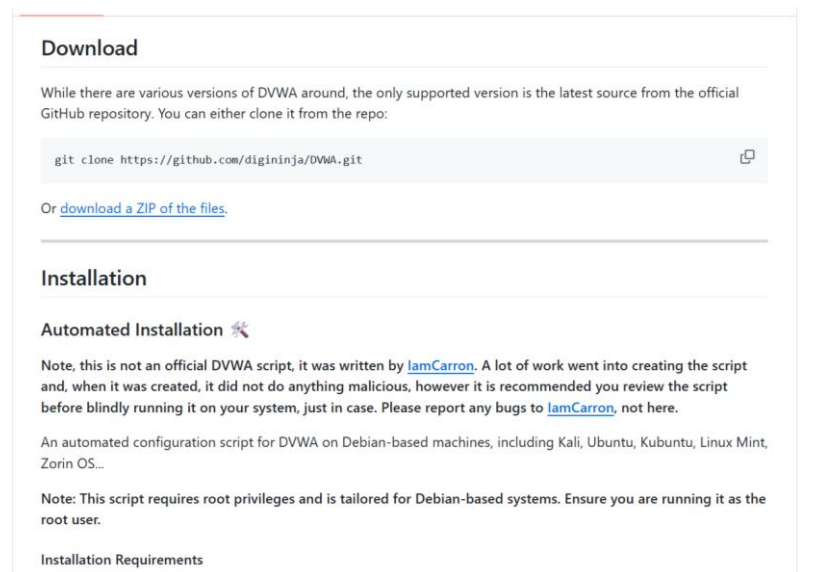 Download
While there are various versions of DVWA around, the only supported version is the latest source from the official
GitHub repository. You can either clone it from the repo:
git clone https://github.com/digininja/DVWA.git
Or download a ZIP of the files.
Installation
Automated Installation 🛠
Note, this is not an official DVWA script, it was written by IamCarron. A lot of work went into creating the script
and, when it was created, it did not do anything malicious, however it is recommended you review the script
before blindly running it on your system, just in case. Please report any bugs to IamCarron, not here.
An automated configuration script for DVWA on Debian-based machines, including Kali, Ubuntu, Kubuntu, Linux Mint,
Zorin OS...
Note: This script requires root privileges and is tailored for Debian-based systems. Ensure you are running it as the
root user.
Installation Requirements